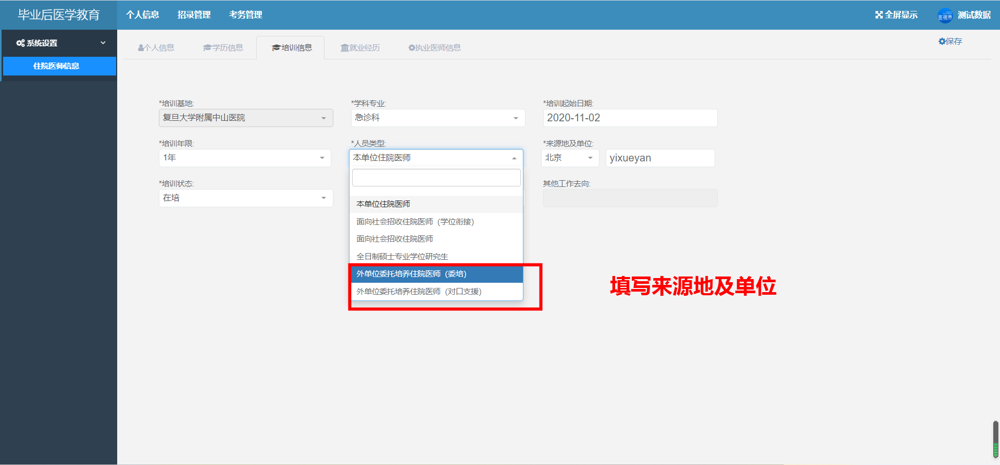 毕业后医学教育
个人信息 招录管理 考务管理
全屏显示
医视界
测试数据
系统设置
住院医师信息
个人信息 学历信息 培训信息 就业经历 执业医师信息
保存
*培训基地: *学科专业: *培训起始日期:
复旦大学附属中山医院 急诊科 2020-11-02
*培训年限: *人员类型: *来源地及单位:
1年 本单位住院医师 北京 yixueyan
*培训状态: 其他工作去向:
在培
本单位住院医师
面向社会招收住院医师（学位衔接）
面向社会招收住院医师
全日制硕士专业学位研究生
外单位委托培养住院医师（委培）
外单位委托培养住院医师（对口支援）
填写来源地及单位